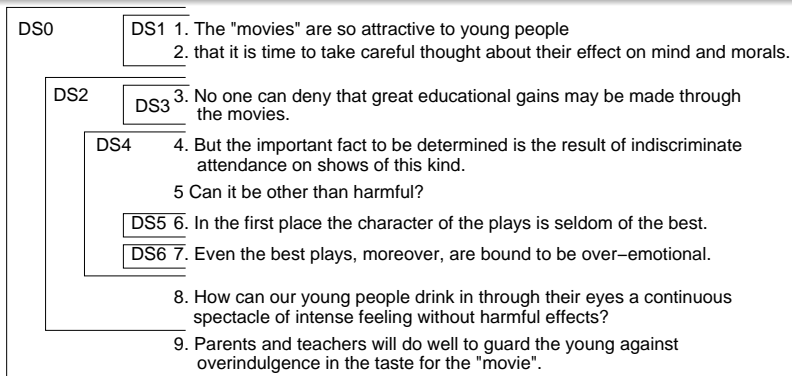 DS0 DS1 1. The "movies" are so attractive to young people
2. that it is time to take careful thought about their effect on mind and morals.
DS2 DS3 3. No one can deny that great educational gains may be made through
the movies.
DS4 4. But the important fact to be determined is the result of indiscriminate
attendance on shows of this kind.
5 Can it be other than harmful?
DS5 6. In the first place the character of the plays is seldom of the best.
DS6 7. Even the best plays, moreover, are bound to be over−emotional.
8. How can our young people drink in through their eyes a continuous
spectacle of intense feeling without harmful effects?
9. Parents and teachers will do well to guard the young against
overindulgence in the taste for the "movie".